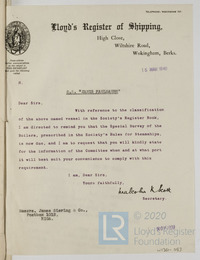 Lloyd's Register of Shipping,
High Close,
Wiltshire Road,
Wokingham, Berks.
Dear Sirs,
With reference to the classification
of the above named vessel in the Society's Register Book,
I am directed to remind you that the Special Survey of the
Boilers, prescribed in the Society's Rules for Steamships,
is now due, and I am to request that you will kindly state
for the information of the Committee when and at what port
it will best suit your convenience to comply with this
requirement.
I am, Dear Sirs,
Yours faithfully,
Malcolm K. Scott
Secretary
Messrs. James &
© 2020
Lloyd's Register
Foundation